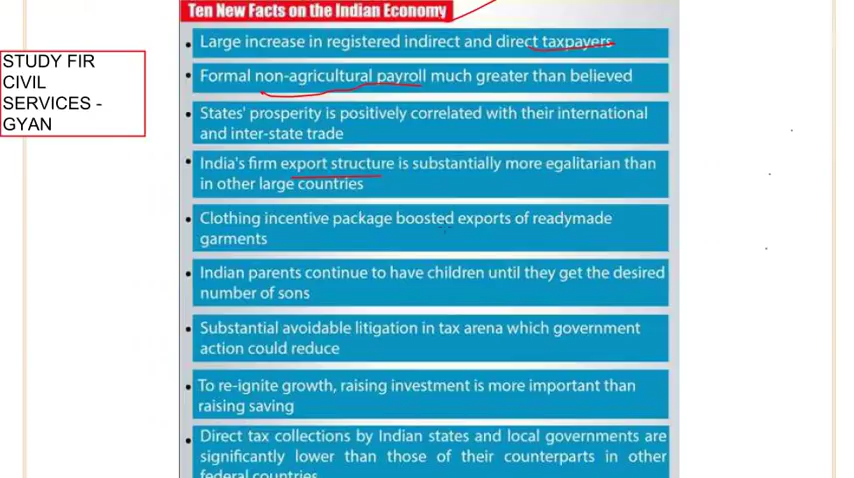 Ten New Facts on the Indian Economy
STUDY FIR
CIVIL
SERVICES -
GYAN
• Large increase in registered indirect and direct taxpayers
• Formal non-agricultural payroll much greater than believed
• States' prosperity is positively correlated with their international
and inter-state trade
• India's firm export structure is substantially more egalitarian than
in other large countries
• Clothing incentive package boosted exports of readymade
garments
• Indian parents continue to have children until they get the desired
number of sons
• Substantial avoidable litigation in tax arena which government
action could reduce
• To re-ignite growth, raising investment is more important than
raising saving
• Direct tax collections by Indian states and local governments are
significantly lower than those of their counterparts in other
federal countries